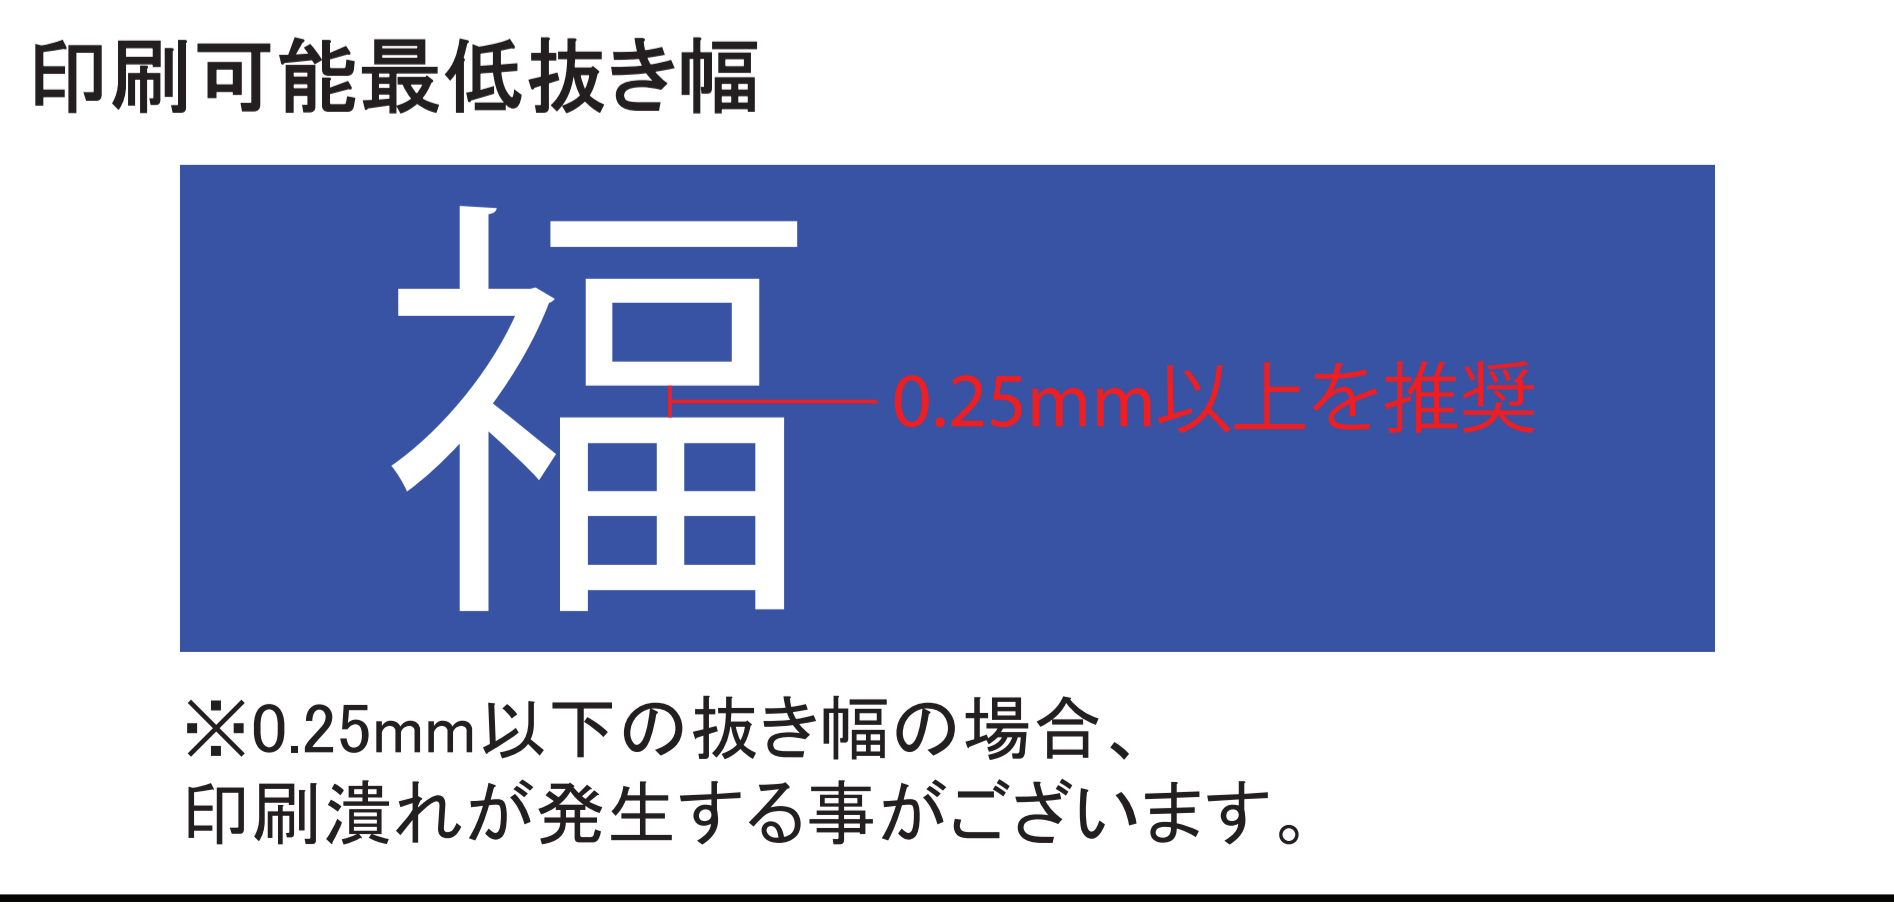 印刷可能最低抜き幅
福
0.25mm以上を推奨
※0.25mm以下の抜き幅の場合、
印刷潰れが発生する事がございます。